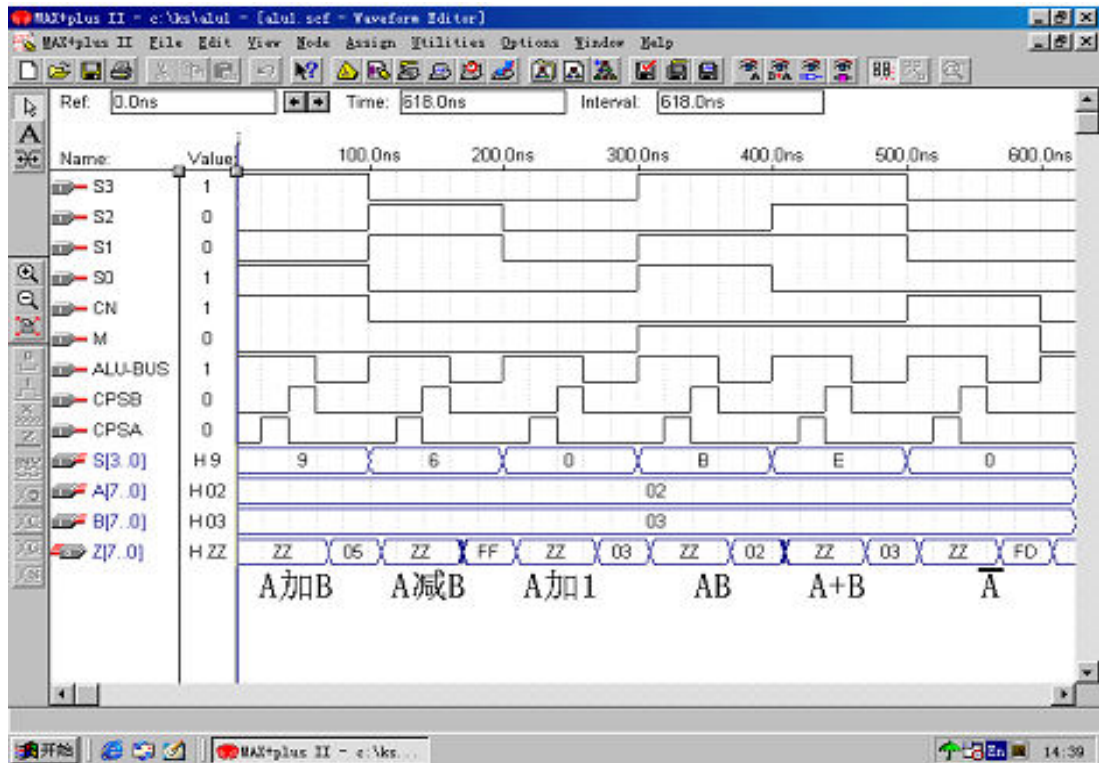 MAX+plus II - e:\ks\alu1 - [alu1.scf - Waveform Editor]
MAX+plus II File Edit View Node Assign Utilities Options Window Help
Ref: 0.0ns Time: 618.0ns Interval: 618.0ns
Name: Value: 100.0ns 200.0ns 300.0ns 400.0ns 500.0ns 600.0ns
S3 1
S2 0
S1 0
S0 1
CN 1
M 0
ALU-BUS 1
CPSB 0
CPSA 0
S[3..0] H 9 9 6 0 B E 0
A[7..0] H 02 02
B[7..0] H 03 03
Z[7..0] H ZZ ZZ 05 ZZ FF ZZ 03 ZZ 02 ZZ 03 ZZ FD
A加B A减B A加1 AB A+B A̅
开始 MAX+plus II - e:\ks... En 14:39